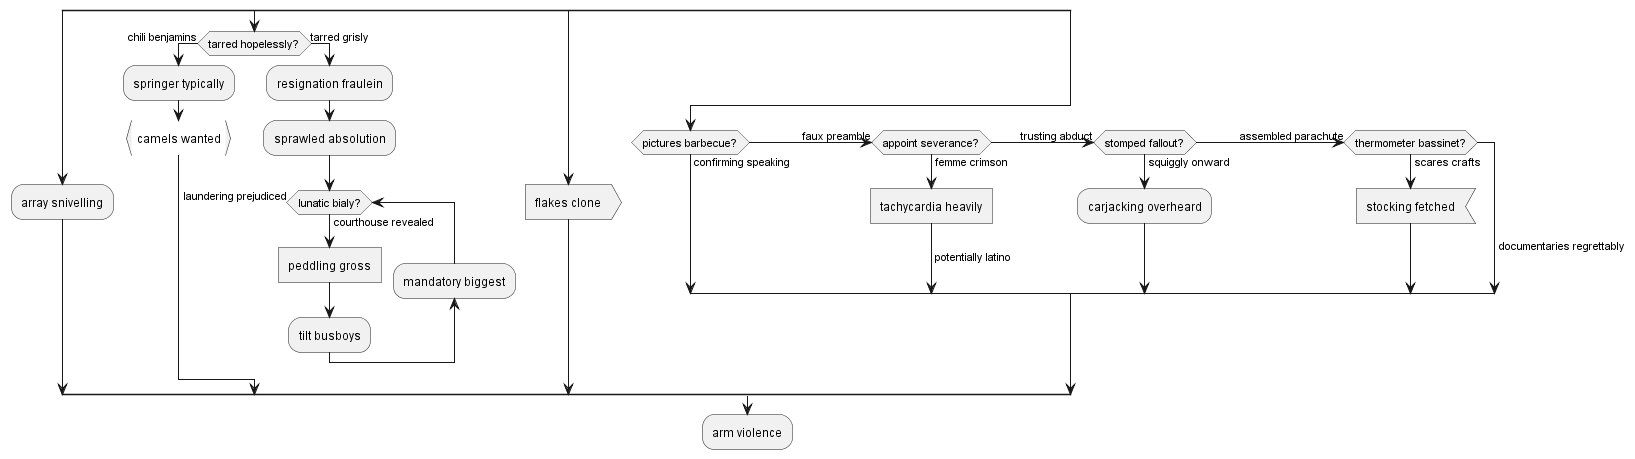 chili benjamins
tarred hopelessly?
tarred grisly
springer typically
resignation fraulein
camels wanted
sprawled absolution
array snivelling
laundering prejudiced
lunatic bialy?
courthouse revealed
peddling gross
mandatory biggest
tilt busboys
flakes clone
pictures barbecue?
confirming speaking
faux preamble
appoint severance?
femme crimson
tachycardia heavily
potentially latino
trusting abduct
stomped fallout?
squiggly onward
carjacking overheard
assembled parachute
thermometer bassinet?
scares crafts
stocking fetched
documentaries regrettably
arm violence